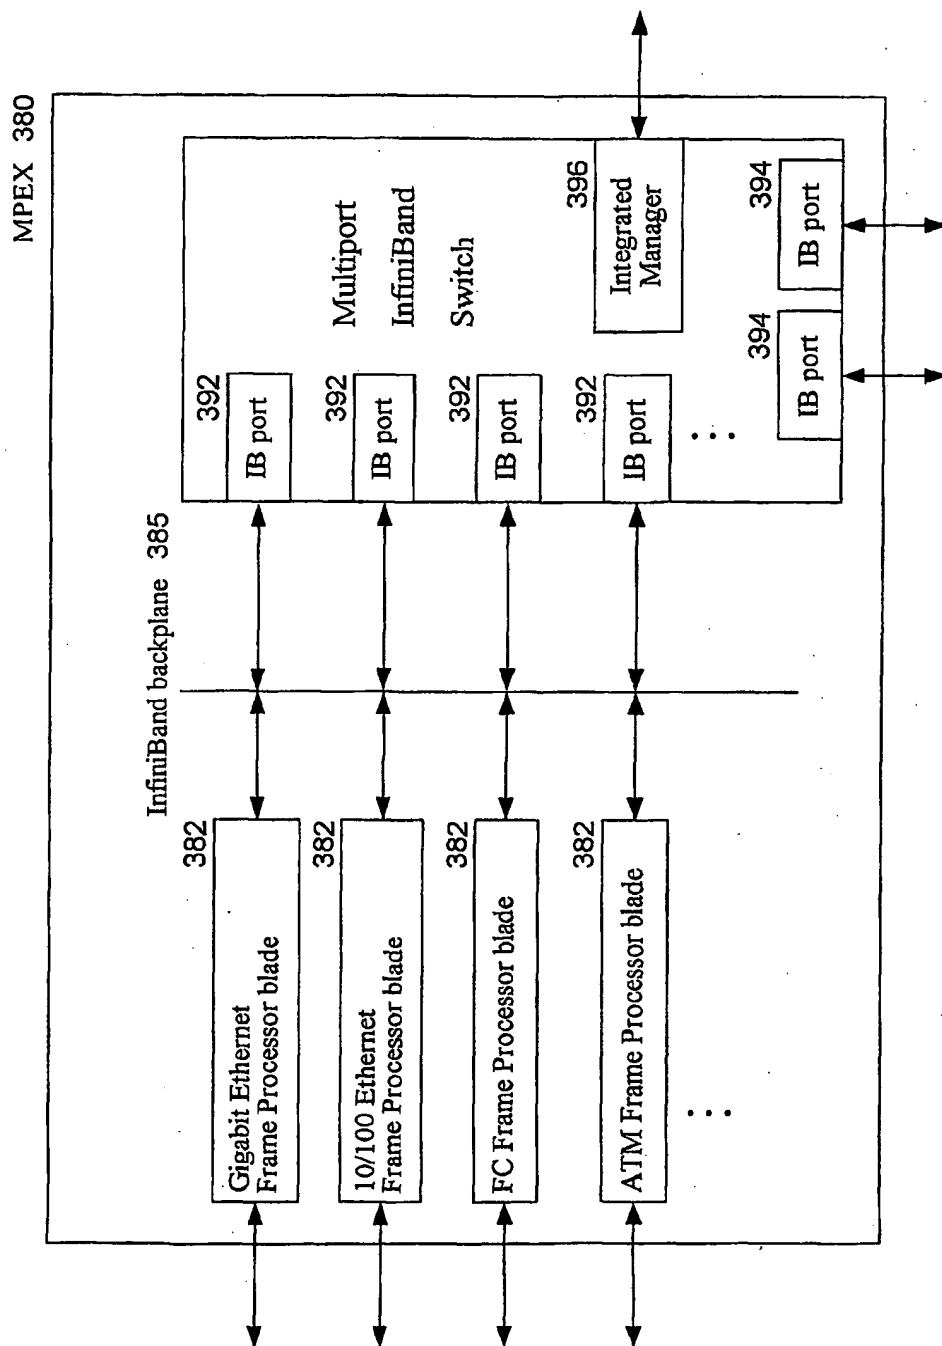 MPEX 380
InfiniBand backplane 385
382
Gigabit Ethernet
Frame Processor blade
382
10/100 Ethernet
Frame Processor blade
382
FC Frame Processor blade
382
ATM Frame Processor blade
...
392
IB port
392
IB port
392
IB port
392
IB port
...
Multiport
InfiniBand
Switch
396
Integrated
Manager
394
IB port
394
IB port